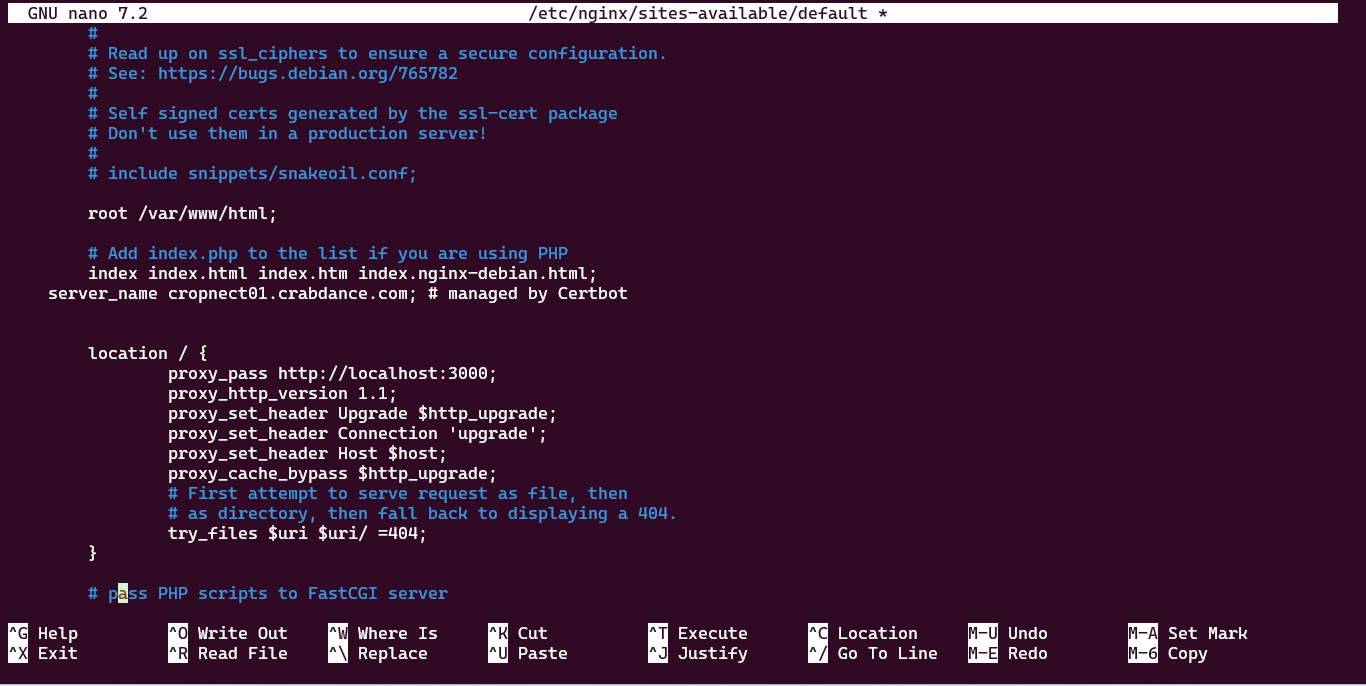 GNU nano 7.2 /etc/nginx/sites-available/default *
#
# Read up on ssl_ciphers to ensure a secure configuration.
# See: https://bugs.debian.org/765782
#
# Self signed certs generated by the ssl-cert package
# Don't use them in a production server!
#
# include snippets/snakeoil.conf;
root /var/www/html;
# Add index.php to the list if you are using PHP
index index.html index.htm index.nginx-debian.html;
server_name cropnect01.crabdance.com; # managed by Certbot
location / {
proxy_pass http://localhost:3000;
proxy_http_version 1.1;
proxy_set_header Upgrade $http_upgrade;
proxy_set_header Connection 'upgrade';
proxy_set_header Host $host;
proxy_cache_bypass $http_upgrade;
# First attempt to serve request as file, then
# as directory, then fall back to displaying a 404.
try_files $uri $uri/ =404;
}
# pass PHP scripts to FastCGI server
^G Help ^O Write Out ^W Where Is ^K Cut ^T Execute ^C Location M-U Undo M-A Set Mark
^X Exit ^R Read File ^\ Replace ^U Paste ^J Justify ^/ Go To Line M-E Redo M-6 Copy